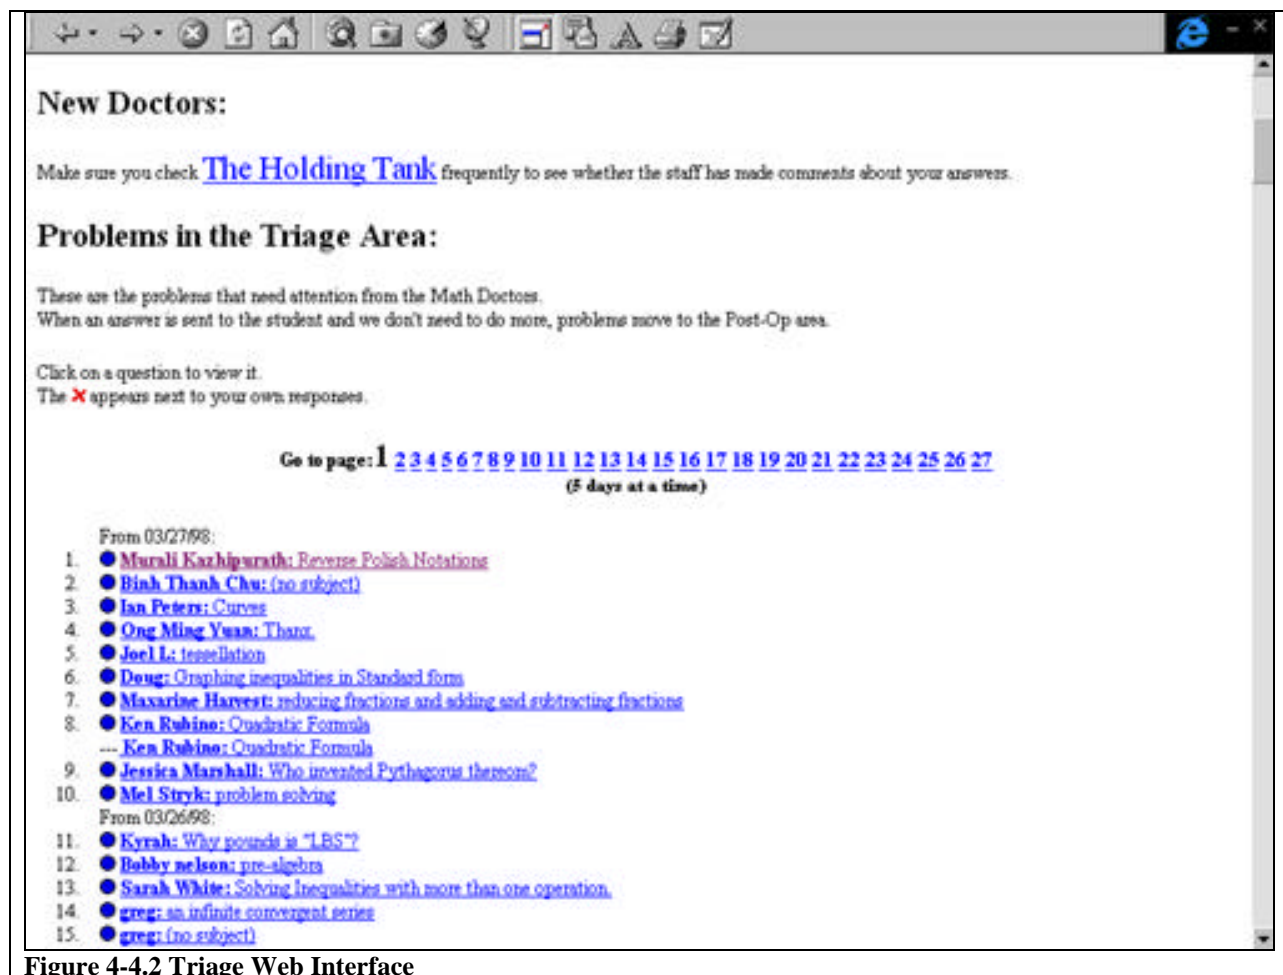 New Doctors:
Make sure you check The Holding Tank frequently to see whether the staff has made comments about your answers.
Problems in the Triage Area:
These are the problems that need attention from the Math Doctors.
When an answer is sent to the student and we don't need to do more, problems move to the Post-Op area.
Click on a question to view it.
The ✕ appears next to your own responses.
Go to page: 1 2 3 4 5 6 7 8 9 10 11 12 13 14 15 16 17 18 19 20 21 22 23 24 25 26 27
(5 days at a time)
From 03/27/98:
1. Murali Kazhipurath: Reverse Polish Notations
2. Binh Thanh Chu: (no subject)
3. Ian Peters: Curves
4. Ong Ming Yuan: Thanx.
5. Joel L: tessellation
6. Doug: Graphing inequalities in Standard form
7. Maxarine Harvest: reducing fractions and adding and subtracting fractions
8. Ken Rubino: Quadratic Formula
--- Ken Rubino: Quadratic Formula
9. Jessica Marshall: Who invented Pythagorus thereom?
10. Mel Stryk: problem solving
From 03/26/98:
11. Kyrah: Why pounds is "LBS"?
12. Bobby nelson: pre-algebra
13. Sarah White: Solving Inequalities with more than one operation.
14. greg: an infinite convergent series
15. greg: (no subject)
Figure 4-4.2 Triage Web Interface